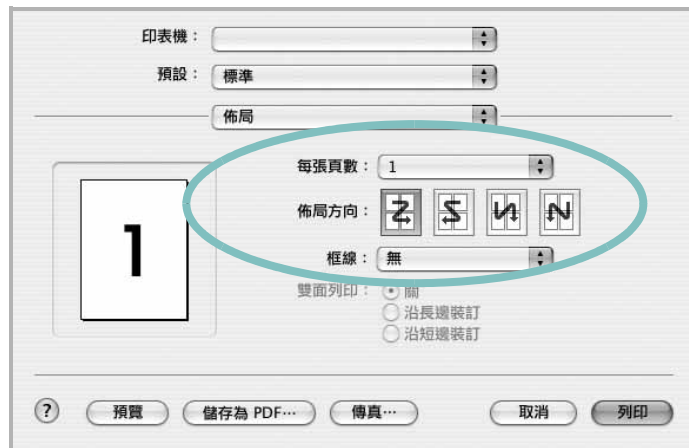 印表機：
預設： 標準
佈局
每張頁數： 1
佈局方向：
框線： 無
雙面列印： 關
沿長邊裝訂
沿短邊裝訂
1
? 預覽 儲存為 PDF… 傳真… 取消 列印